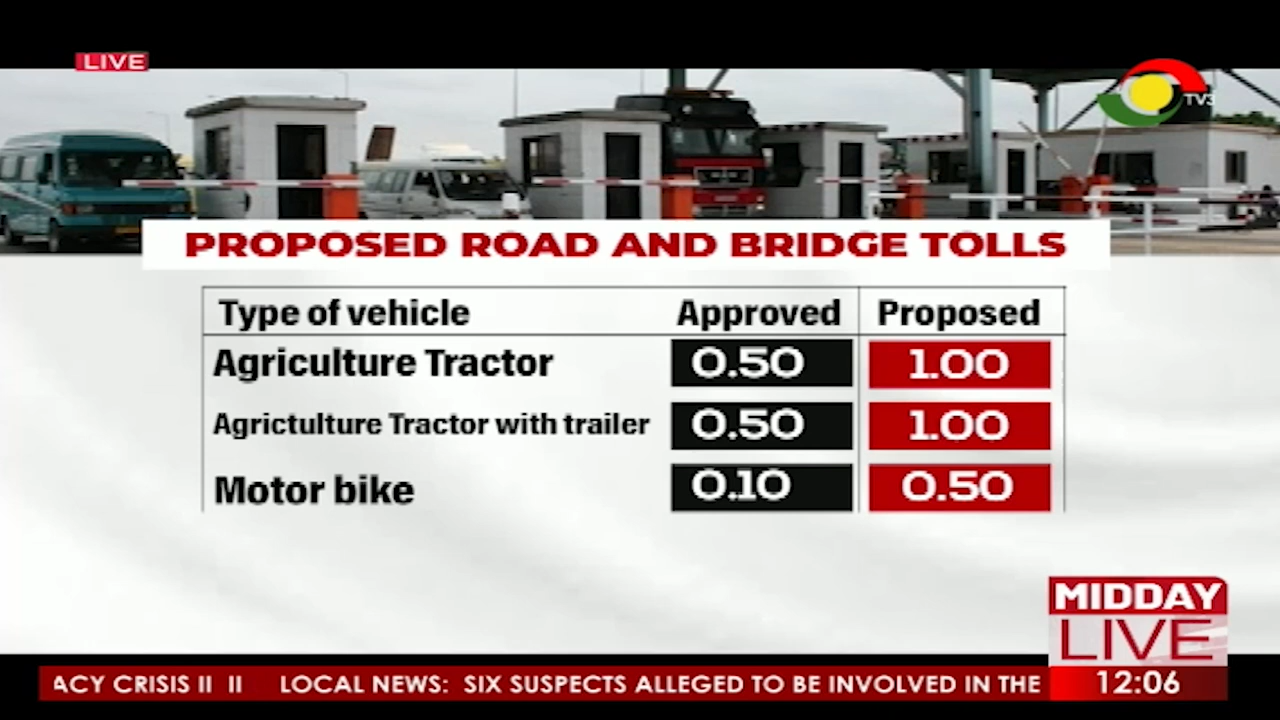 LIVE
TV3
PROPOSED ROAD AND BRIDGE TOLLS
Type of vehicle Approved Proposed
Agriculture Tractor 0.50 1.00
Agrictulture Tractor with trailer 0.50 1.00
Motor bike 0.10 0.50
MIDDAY
LIVE
ACY CRISIS II II LOCAL NEWS: SIX SUSPECTS ALLEGED TO BE INVOLVED IN THE 12:06